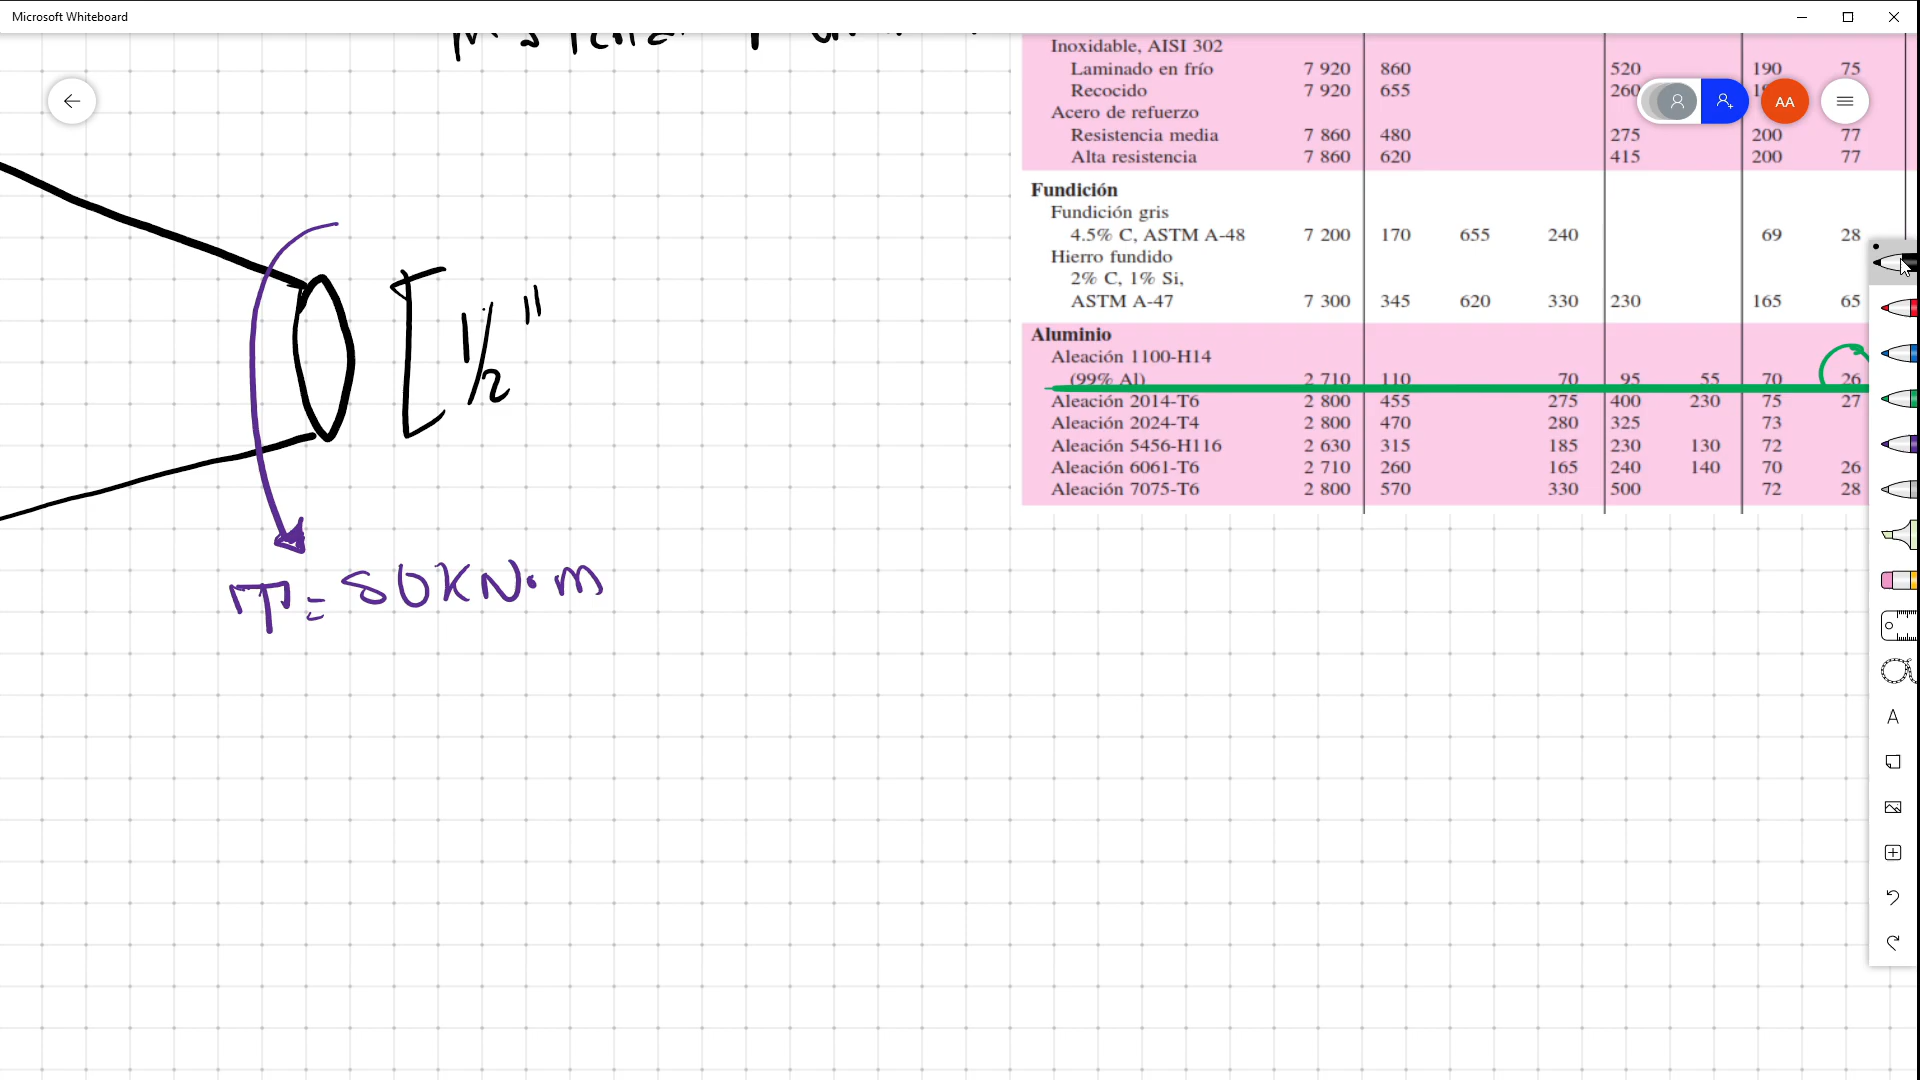 Microsoft Whiteboard
Inoxidable, AISI 302
Laminado en frío 7 920 860 520 190 75
Recocido 7 920 655 260
Acero de refuerzo
Resistencia media 7 860 480 275 200 77
Alta resistencia 7 860 620 415 200 77
AA
Fundición
Fundición gris
4.5% C, ASTM A-48 7 200 170 655 240 69 28
Hierro fundido
2% C, 1% Si,
ASTM A-47 7 300 345 620 330 230 165 65
Aluminio
Aleación 1100-H14
(99% Al) 2 710 110 70 95 55 70 26
Aleación 2014-T6 2 800 455 275 400 230 75 27
Aleación 2024-T4 2 800 470 280 325 73
Aleación 5456-H116 2 630 315 185 230 130 72
Aleación 6061-T6 2 710 260 165 240 140 70 26
Aleación 7075-T6 2 800 570 330 500 72 28
1/2"
T= 80KN·m
A